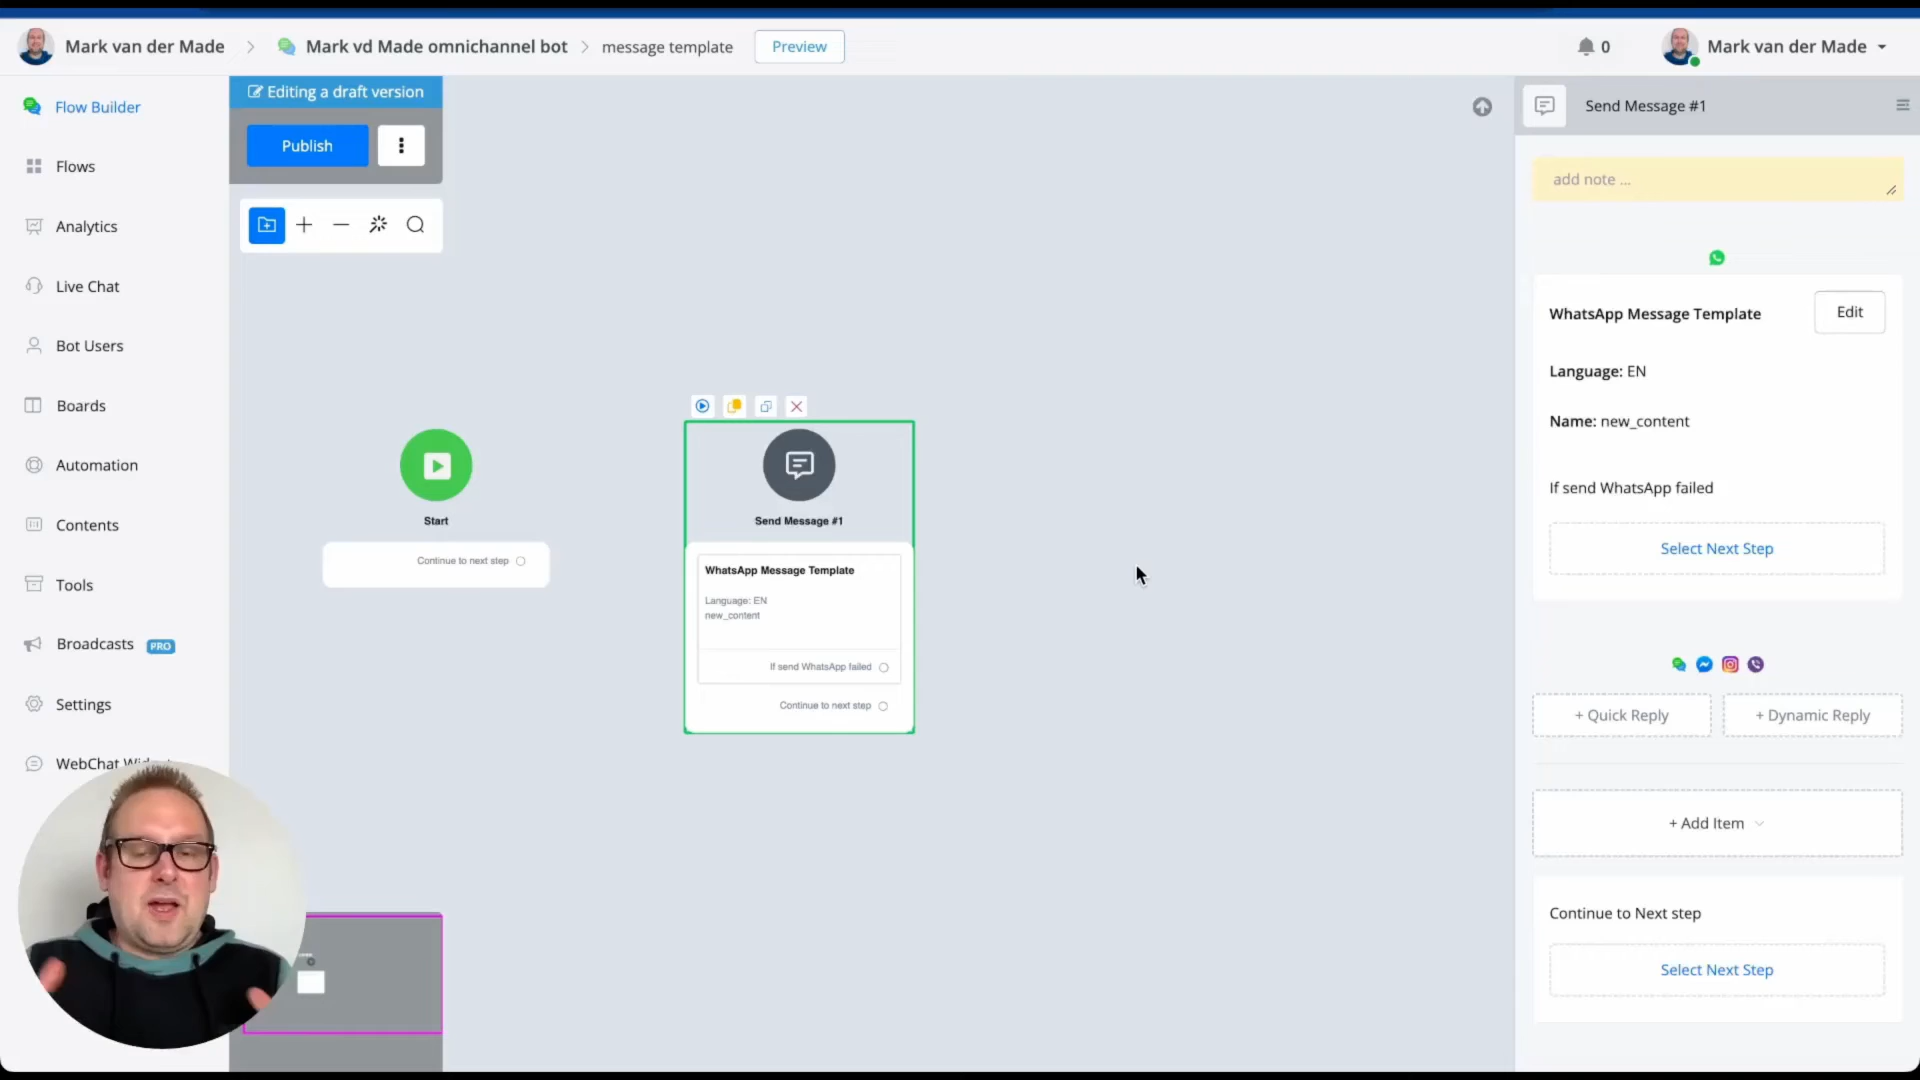 Mark van der Made
Mark vd Made omnichannel bot
message template
Preview
0
Mark van der Made
Flow Builder
Flows
Analytics
Live Chat
Bot Users
Boards
Automation
Contents
Tools
Broadcasts PRO
Settings
WebChat
Editing a draft version
Publish
Start
Continue to next step
Send Message #1
WhatsApp Message Template
Language: EN
new_content
If send WhatsApp failed
Continue to next step
Send Message #1
add note ...
WhatsApp Message Template
Edit
Language: EN
Name: new_content
If send WhatsApp failed
Select Next Step
+ Quick Reply
+ Dynamic Reply
+ Add Item
Continue to Next step
Select Next Step